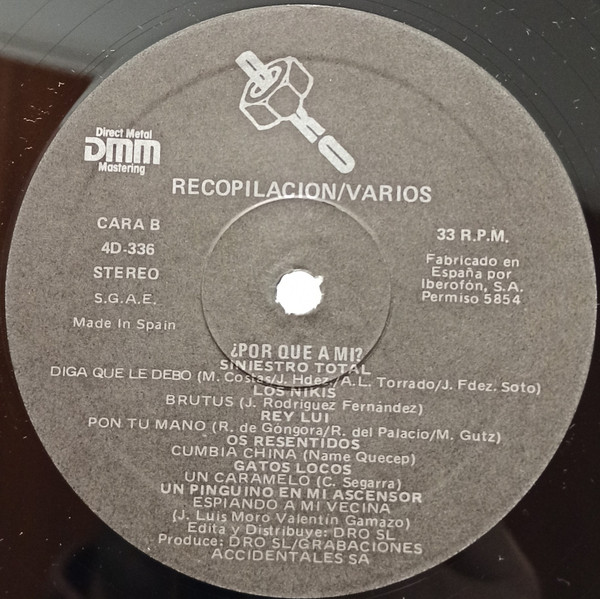 DRO
Direct Metal
DMM
Mastering
RECOPILACION/VARIOS
CARA B
4D-336
STEREO
S.G.A.E.
Made In Spain
33 R.P.M.
Fabricado en
España por
Iberofón, S.A.
Permiso 5854
¿POR QUE A MI?
SINIESTRO TOTAL
DIGA QUE LE DEBO (M. Costas/J. Hdez./A.L. Torrado/J. Fdez. Soto)
LOS NIKIS
BRUTUS (J. Rodríguez Fernández)
REY LUI
PON TU MANO (R. de Góngora/R. del Palacio/M. Gutz)
OS RESENTIDOS
CUMBIA CHINA (Name Quecep)
GATOS LOCOS
UN CARAMELO (C. Segarra)
UN PINGUINO EN MI ASCENSOR
ESPIANDO A MI VECINA
(J. Luis Moro Valentín Gamazo)
Edita y Distribuye: DRO SL
Produce: DRO SL/GRABACIONES
ACCIDENTALES SA